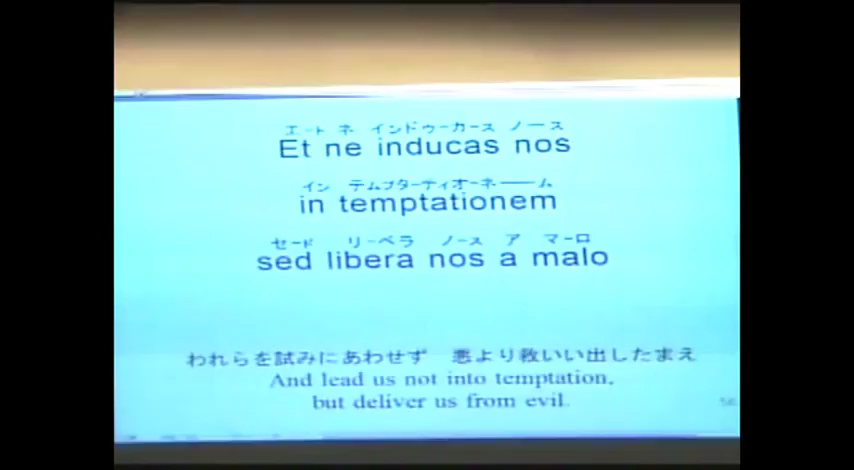 エート ネ インドゥーカース ノース
Et ne inducas nos
イン テムプターティオーネーーム
in temptationem
セード リーベラ ノース ア マーロ
sed libera nos a malo
われらを試みにあわせず 悪より救いい出したまえ
And lead us not into temptation,
but deliver us from evil.